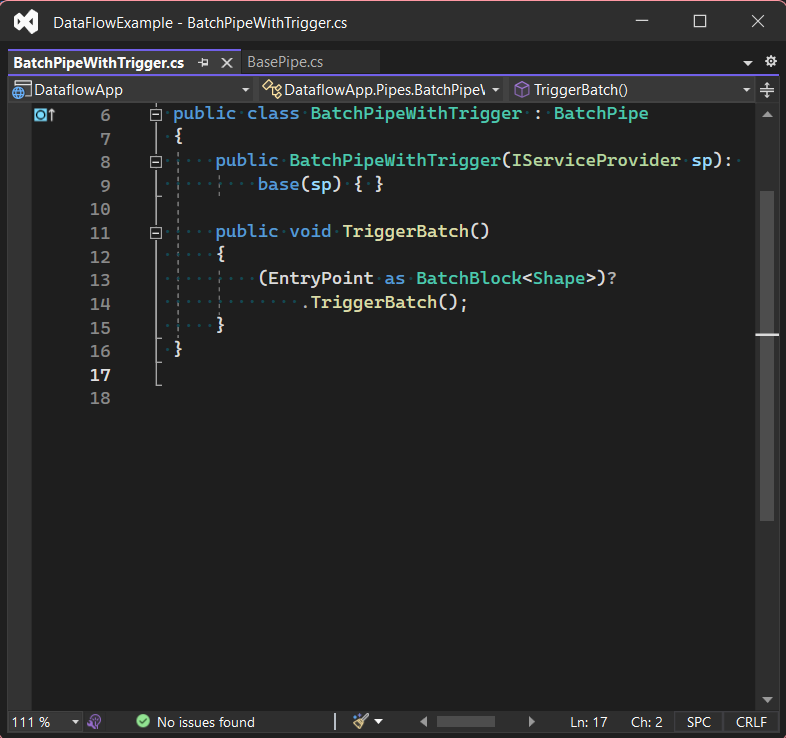 DataFlowExample - BatchPipeWithTrigger.cs
BatchPipeWithTrigger.cs BasePipe.cs
DataflowApp DataflowApp.Pipes.BatchPipeW TriggerBatch()
6 public class BatchPipeWithTrigger : BatchPipe
7 {
8 public BatchPipeWithTrigger(IServiceProvider sp):
9 base(sp) { }
10
11 public void TriggerBatch()
12 {
13 (EntryPoint as BatchBlock<Shape>)?
14 .TriggerBatch();
15 }
16 }
17
18
111 % No issues found Ln: 17 Ch: 2 SPC CRLF